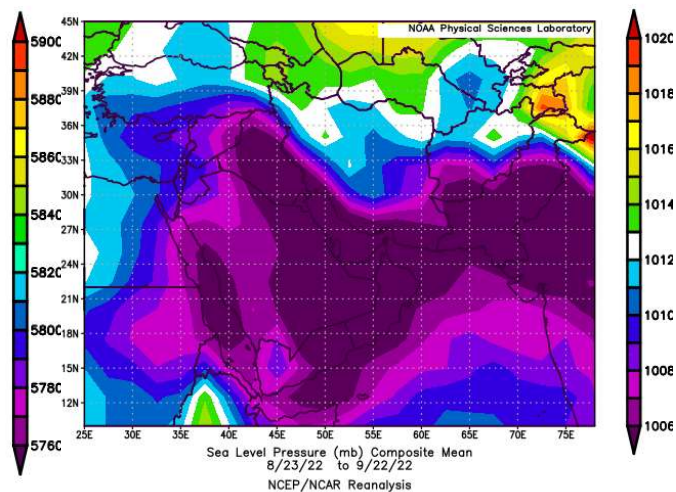 NOAA Physical Sciences Laboratory
5900
5880
5860
5840
5820
5800
5780
5760
45N
42N
39N
36N
33N
30N
27N
24N
21N
18N
15N
12N
25E 30E 35E 40E 45E 50E 55E 60E 65E 70E 75E
1020
1018
1016
1014
1012
1010
1008
1006
Sea Level Pressure (mb) Composite Mean
8/23/22 to 9/22/22
NCEP/NCAR Reanalysis